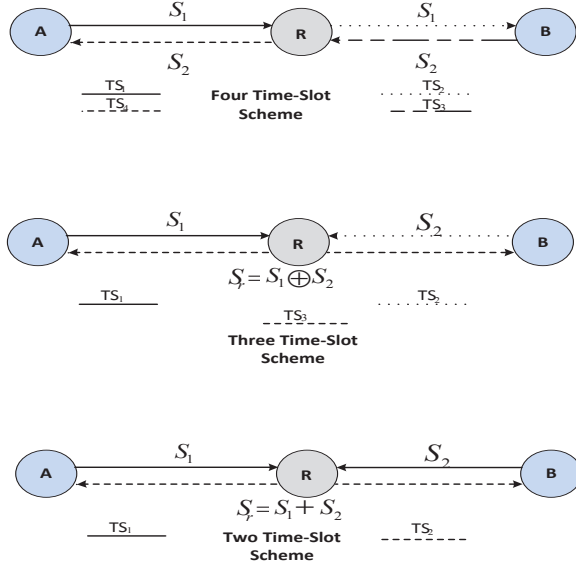 A S₁ R S₁ B
S₂ S₂
TS₁ TS₂
TS₄ TS₃
Four Time-Slot
Scheme
A S₁ R S₂ B
Sᵣ = S₁ ⊕ S₂
TS₁ TS₂
TS₃
Three Time-Slot
Scheme
A S₁ R S₂ B
Sᵣ = S₁ + S₂
TS₁ TS₂
Two Time-Slot
Scheme